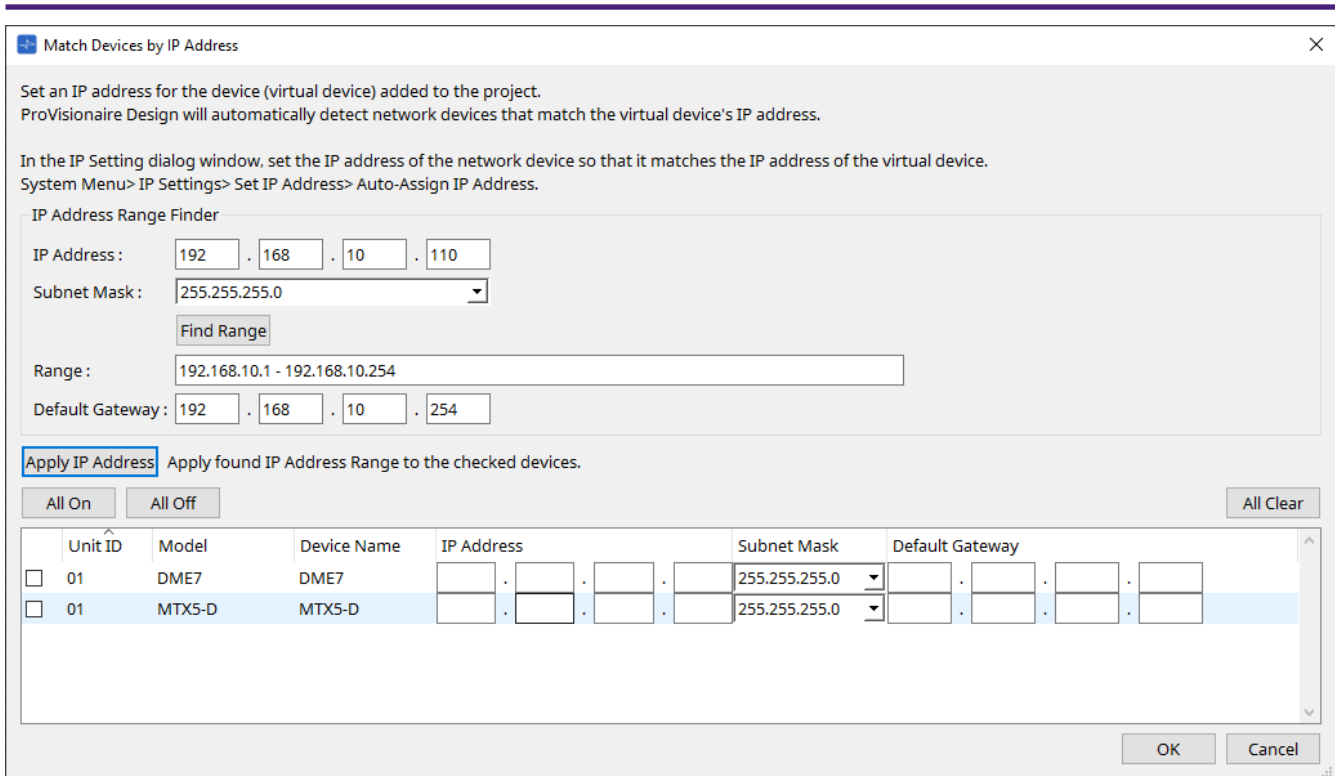 Match Devices by IP Address
Set an IP address for the device (virtual device) added to the project.
ProVisionaire Design will automatically detect network devices that match the virtual device's IP address.
In the IP Setting dialog window, set the IP address of the network device so that it matches the IP address of the virtual device.
System Menu> IP Settings> Set IP Address> Auto-Assign IP Address.
IP Address Range Finder
IP Address : 192 . 168 . 10 . 110
Subnet Mask : 255.255.255.0
Find Range
Range : 192.168.10.1 - 192.168.10.254
Default Gateway : 192 . 168 . 10 . 254
Apply IP Address Apply found IP Address Range to the checked devices.
All On All Off All Clear
Unit ID Model Device Name IP Address Subnet Mask Default Gateway
01 DME7 DME7 . . . 255.255.255.0 . . .
01 MTX5-D MTX5-D . . . 255.255.255.0 . . .
OK Cancel